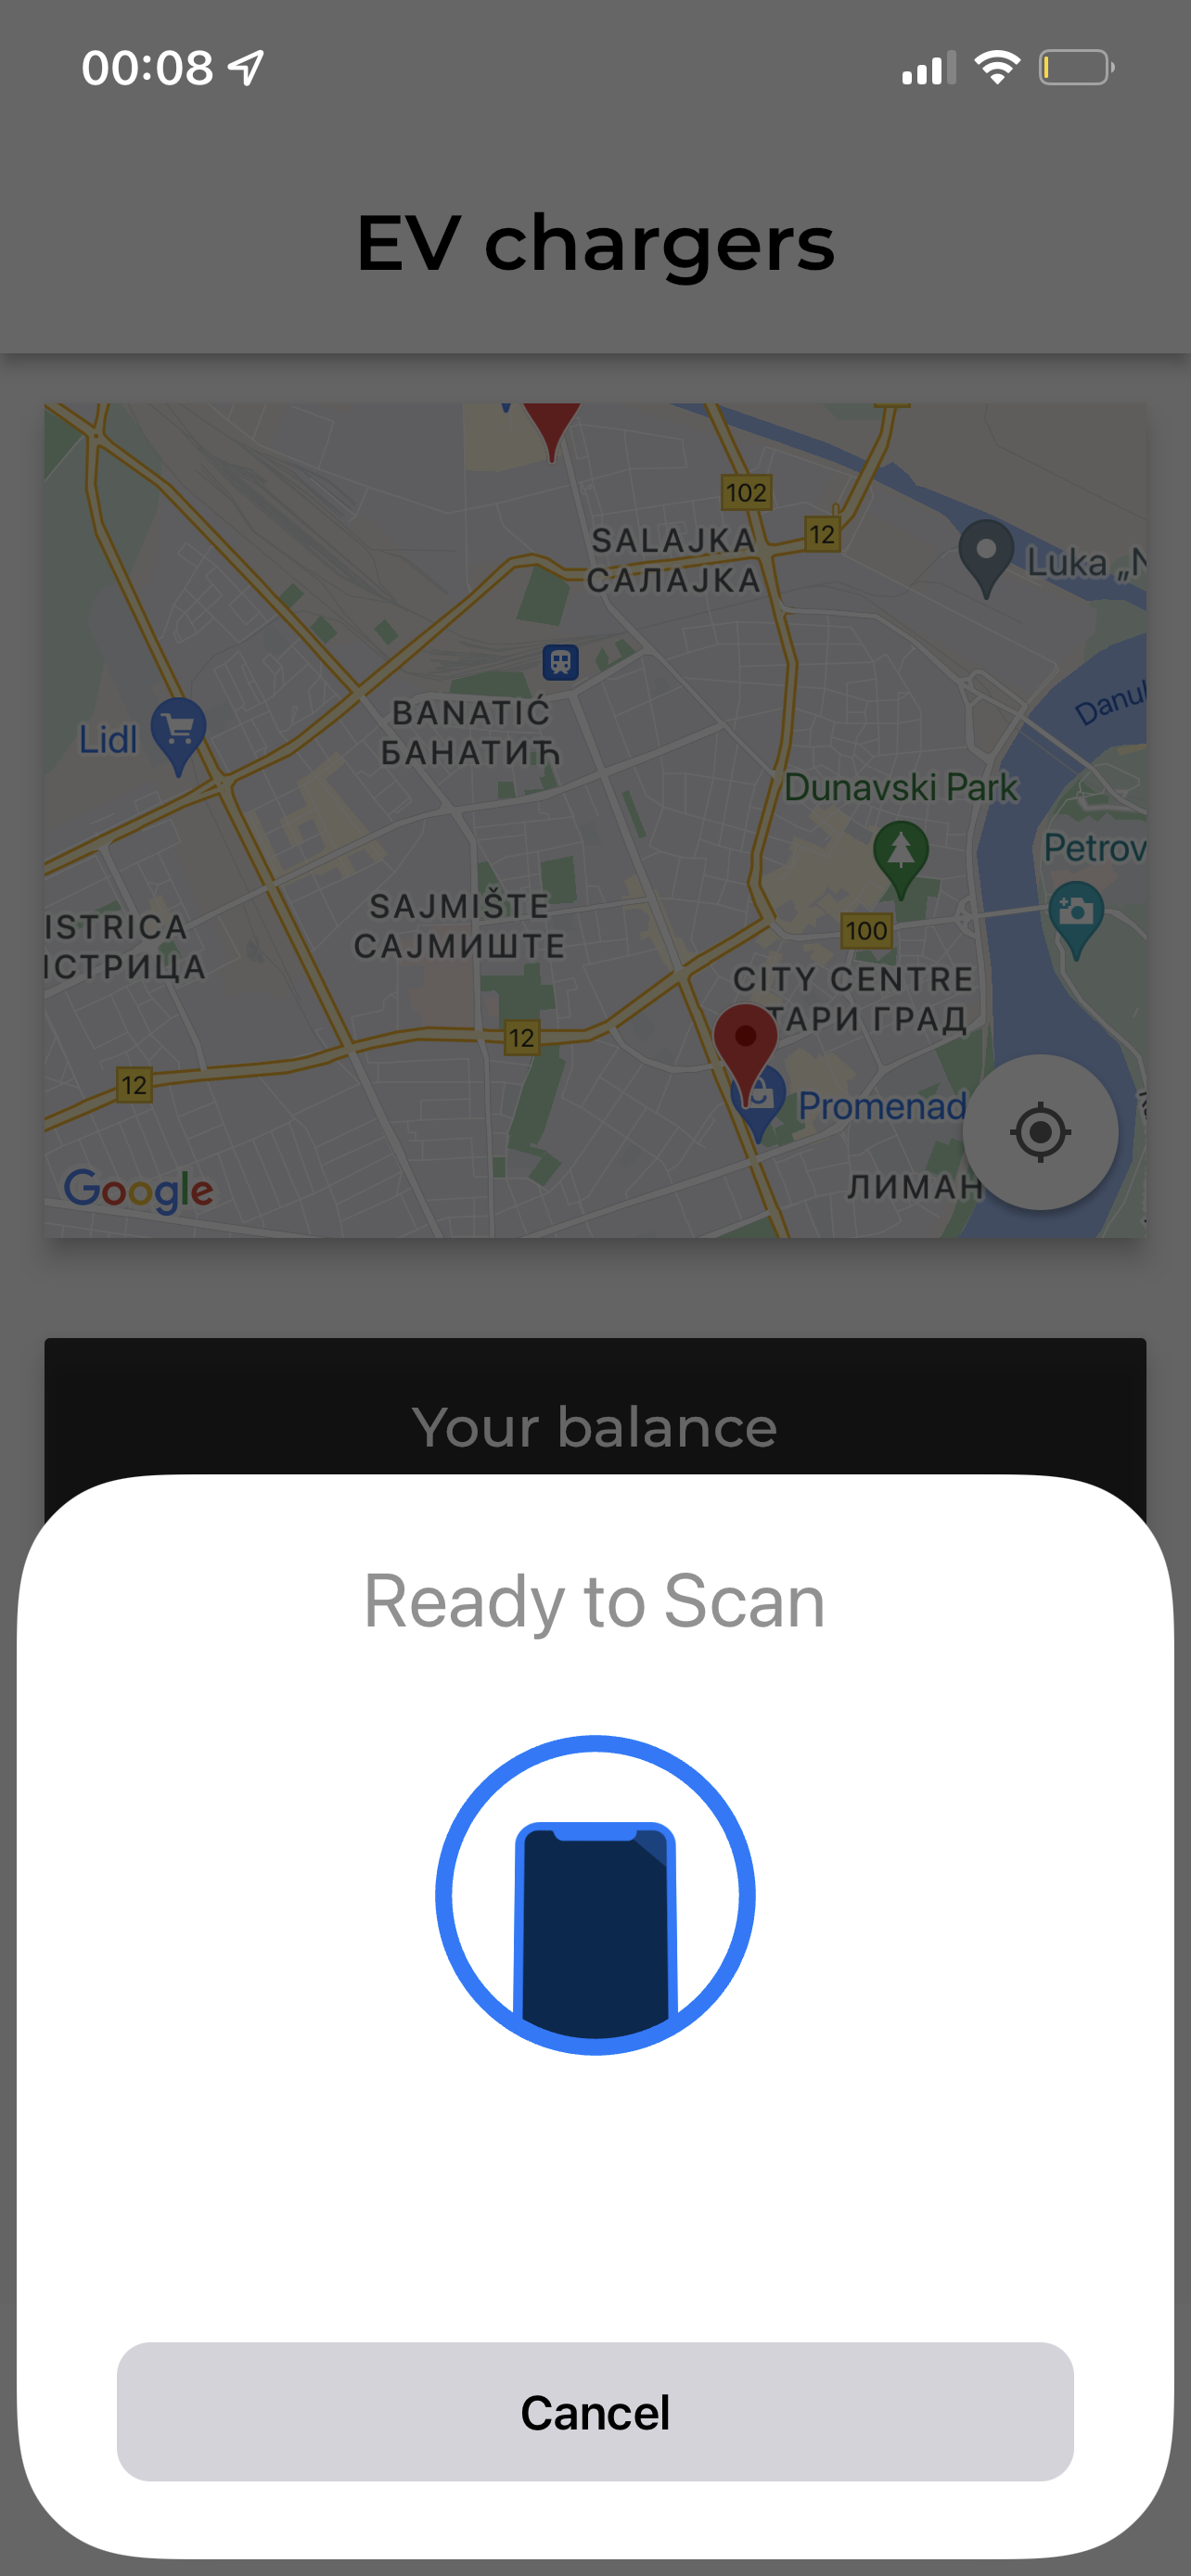 00:08
EV chargers
102
12
SALAJKA
САЛАЈКА
Luka „N
Lidl
BANATIĆ
БАНАТИЋ
Danul
Dunavski Park
Petrov
SAJMIŠTE
САЈМИШТЕ
ISTRICA
ІСТРИЦА
100
CITY CENTRE
ТАРИ ГРАД
12
12
Promenad
ЛИМАН
Google
Your balance
Ready to Scan
Cancel